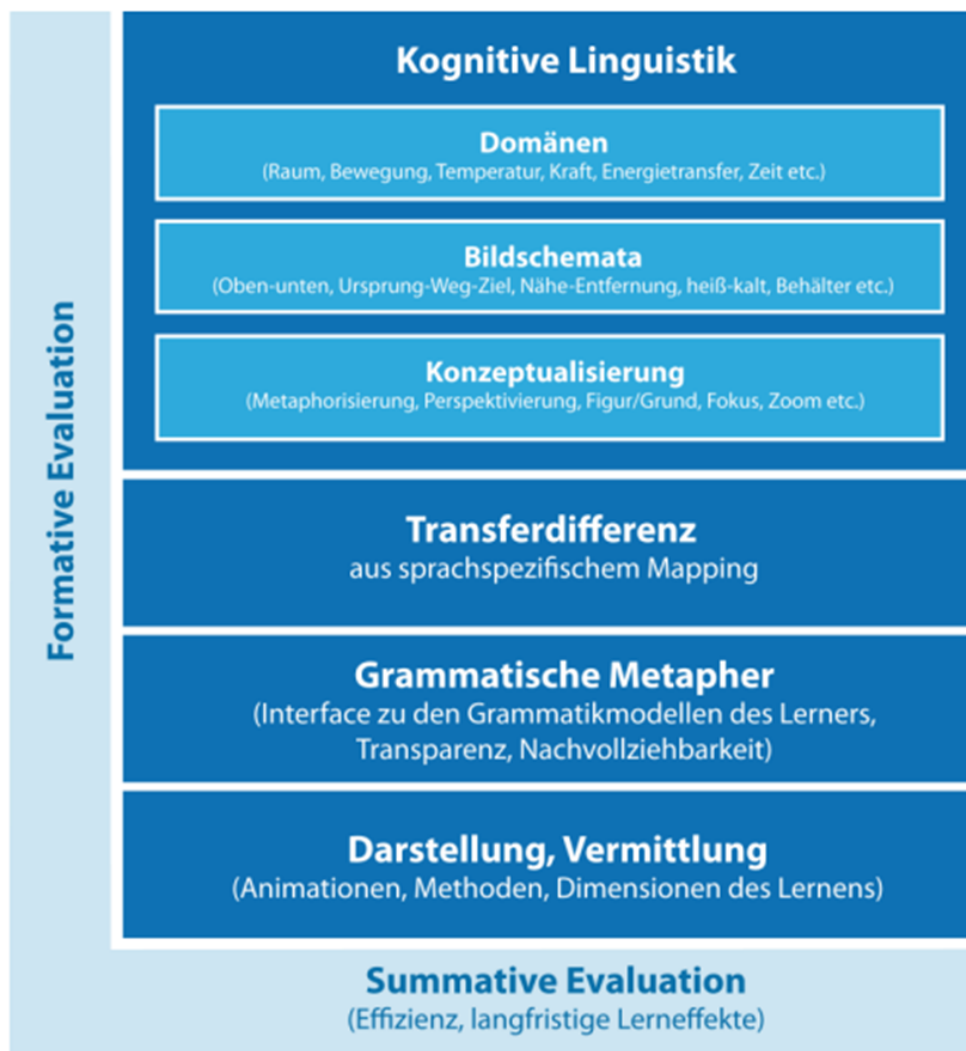 Kognitive Linguistik
Domänen
(Raum, Bewegung, Temperatur, Kraft, Energietransfer, Zeit etc.)
Bildschemata
(Oben-unten, Ursprung-Weg-Ziel, Nähe-Entfernung, heiß-kalt, Behälter etc.)
Konzeptualisierung
(Metaphorisierung, Perspektivierung, Figur/Grund, Fokus, Zoom etc.)
Transferdifferenz
aus sprachspezifischem Mapping
Grammatische Metapher
(Interface zu den Grammatikmodellen des Lerners,
Transparenz, Nachvollziehbarkeit)
Darstellung, Vermittlung
(Animationen, Methoden, Dimensionen des Lernens)
Formative Evaluation
Summative Evaluation
(Effizienz, langfristige Lerneffekte)